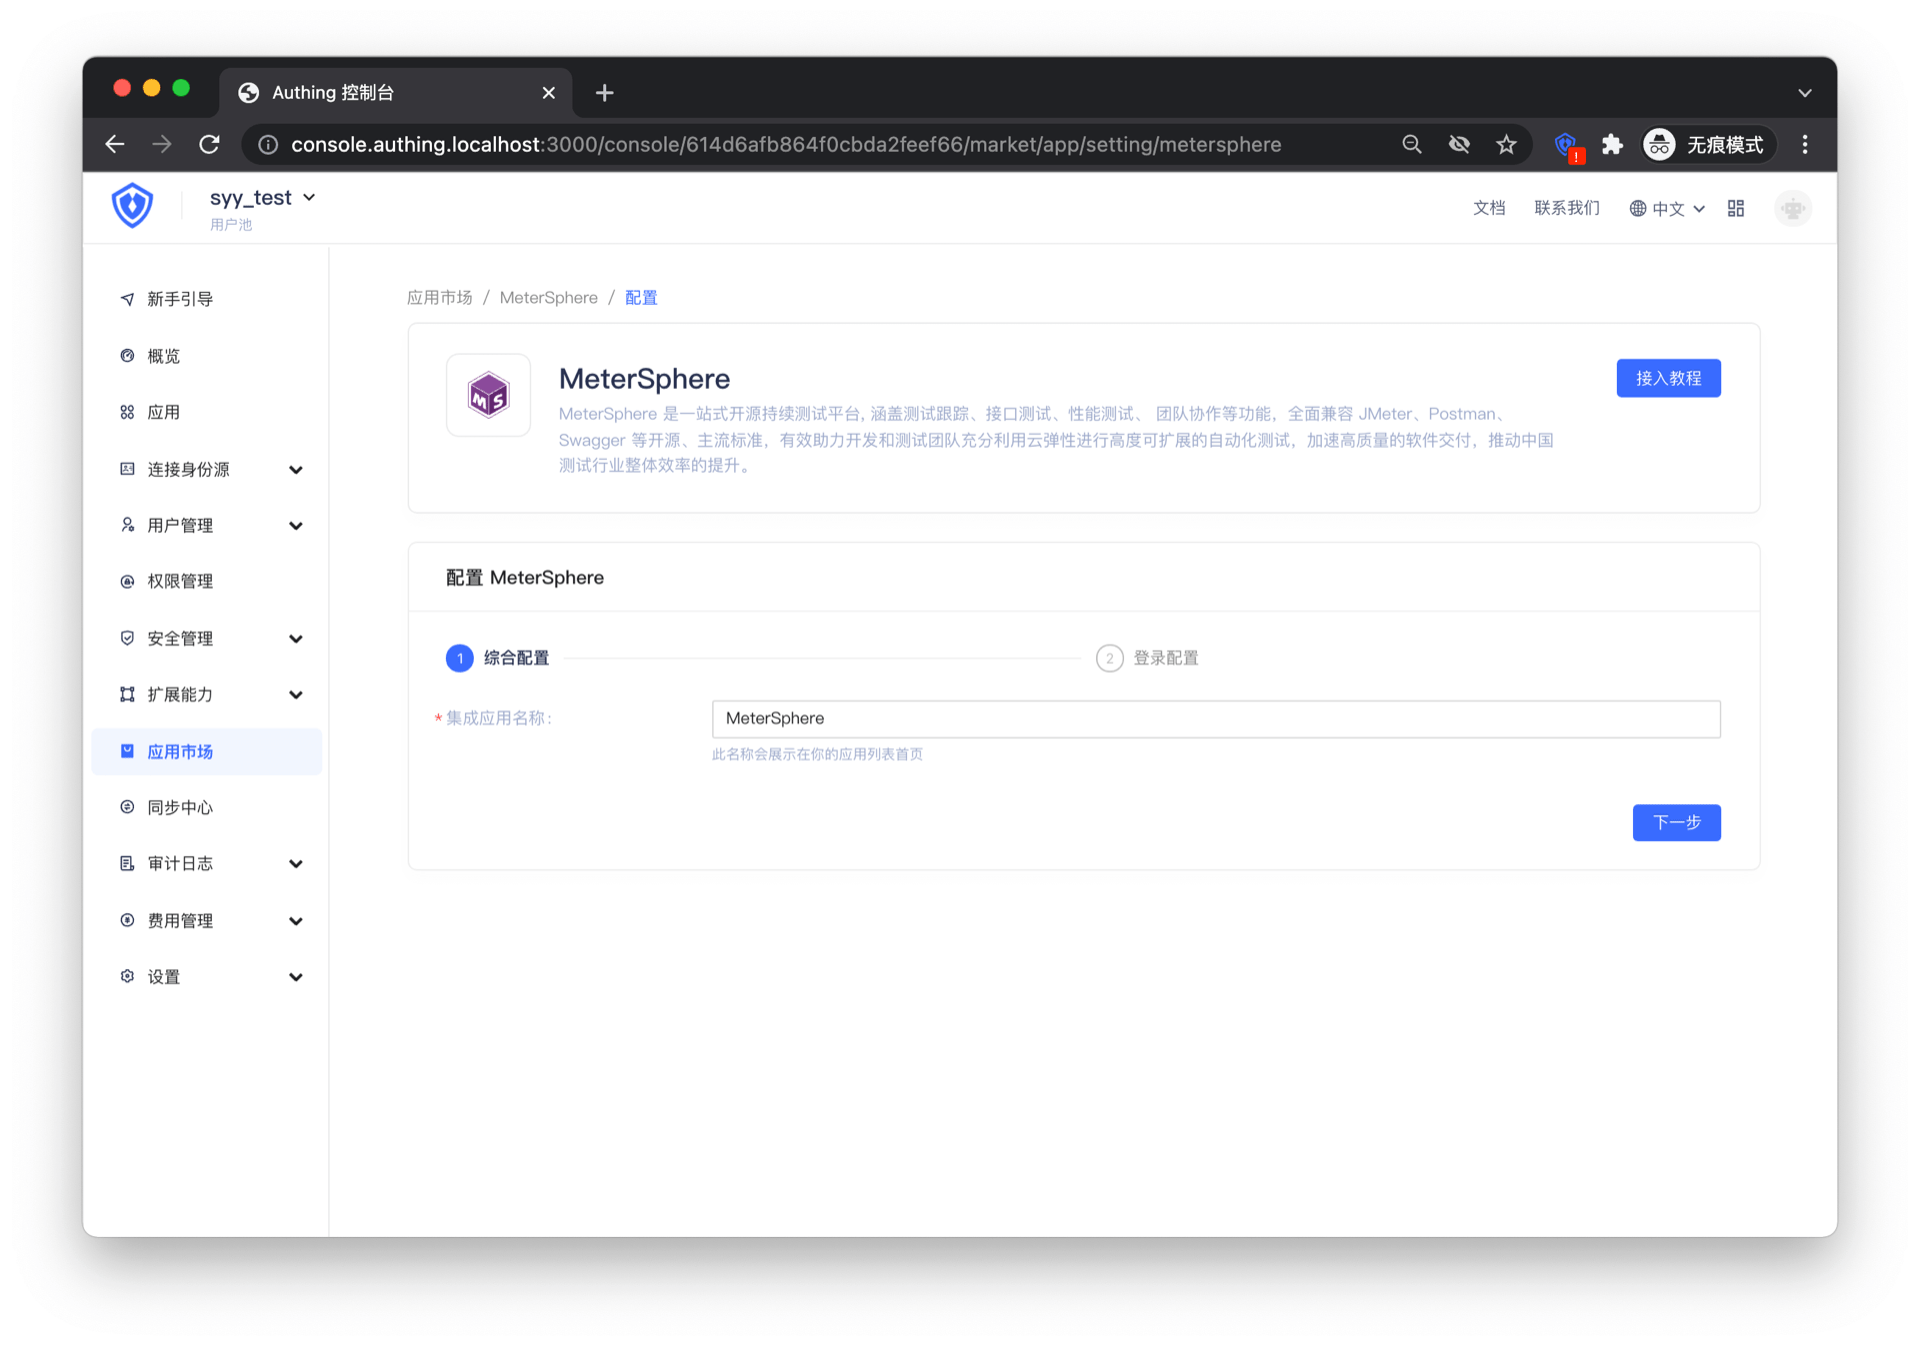 Authing 控制台
console.authing.localhost:3000/console/614d6afb864f0cbda2feef66/market/app/setting/metersphere
!
无痕模式
syy_test
用户池
文档
联系我们
中文
新手引导
概览
应用
连接身份源
用户管理
权限管理
安全管理
扩展能力
应用市场
同步中心
审计日志
费用管理
设置
应用市场 / MeterSphere / 配置
MS
MeterSphere
接入教程
MeterSphere 是一站式开源持续测试平台, 涵盖测试跟踪、接口测试、性能测试、 团队协作等功能，全面兼容 JMeter、Postman、
Swagger 等开源、主流标准，有效助力开发和测试团队充分利用云弹性进行高度可扩展的自动化测试，加速高质量的软件交付，推动中国
测试行业整体效率的提升。
配置 MeterSphere
1 综合配置
2 登录配置
* 集成应用名称:
MeterSphere
此名称会展示在你的应用列表首页
下一步